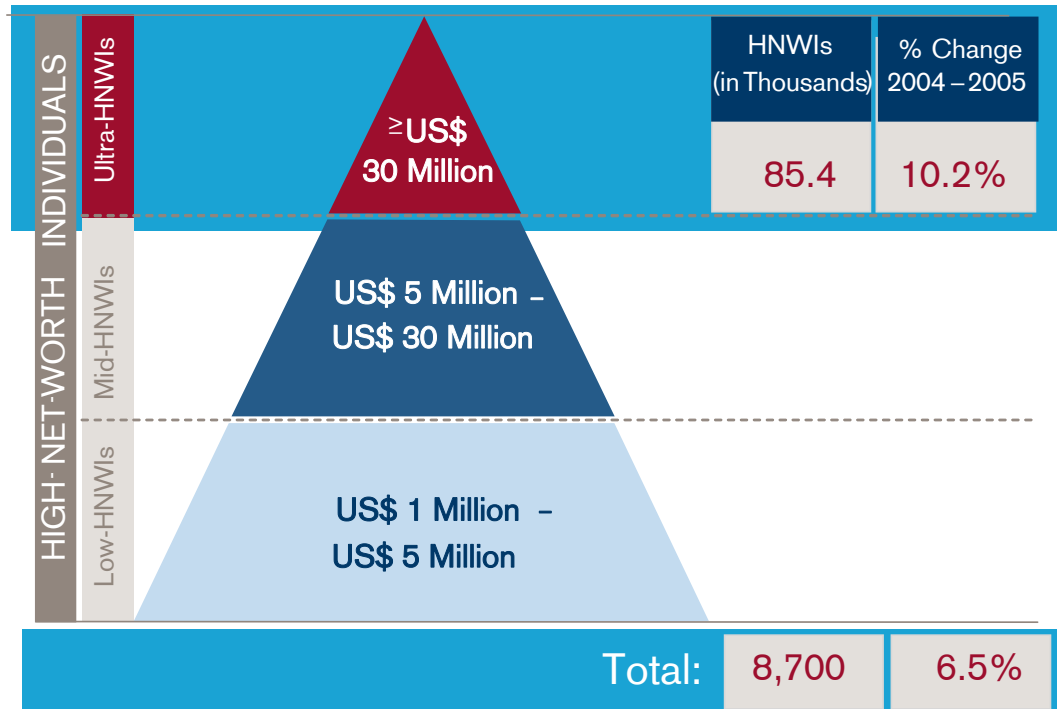 HIGH- NET-WORTH INDIVIDUALS
Ultra-HNWIs
Mid-HNWIs
Low-HNWIs
≥US$
30 Million
US$ 5 Million –
US$ 30 Million
US$ 1 Million –
US$ 5 Million
HNWIs
(in Thousands)
% Change
2004 – 2005
85.4
10.2%
Total:
8,700
6.5%